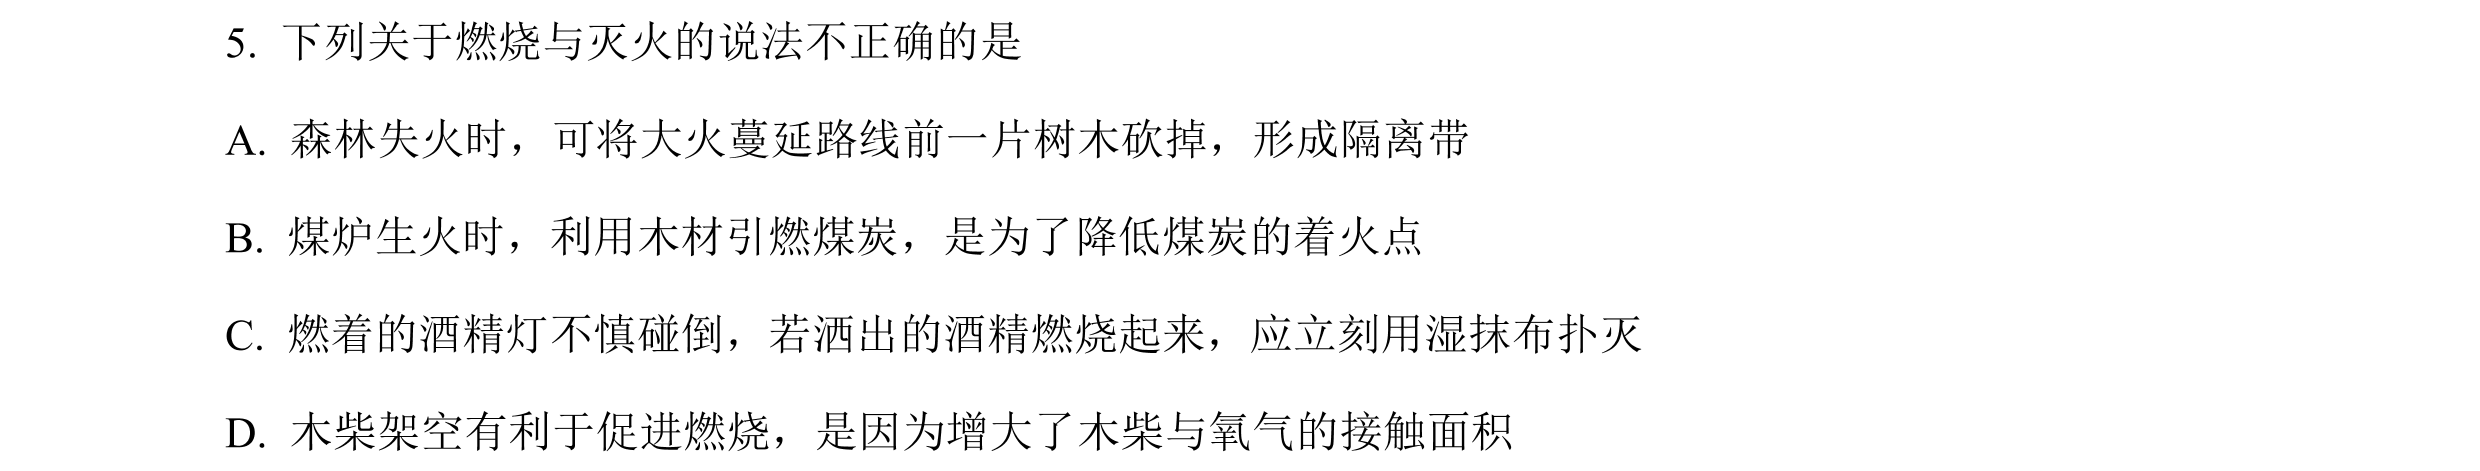 5. 下列关于燃烧与灭火的说法不正确的是
A. 森林失火时，可将大火蔓延路线前一片树木砍掉，形成隔离带
B. 煤炉生火时，利用木材引燃煤炭，是为了降低煤炭的着火点
C. 燃着的酒精灯不慎碰倒，若洒出的酒精燃烧起来，应立刻用湿抹布扑灭
D. 木柴架空有利于促进燃烧，是因为增大了木柴与氧气的接触面积